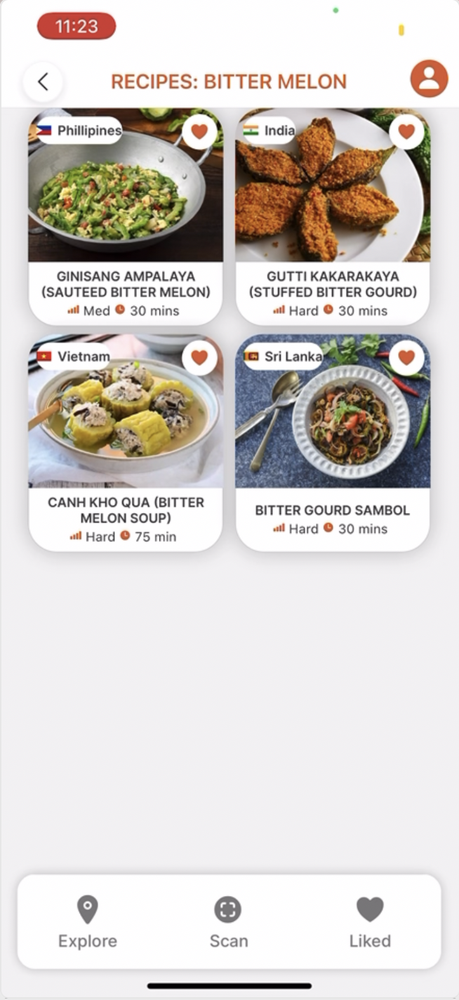 11:23
RECIPES: BITTER MELON
Phillipines
India
GINISANG AMPALAYA
(SAUTEED BITTER MELON)
Med 30 mins
GUTTI KAKARAKAYA
(STUFFED BITTER GOURD)
Hard 30 mins
Vietnam
Sri Lanka
CANH KHO QUA (BITTER
MELON SOUP)
Hard 75 min
BITTER GOURD SAMBOL
Hard 30 mins
Explore
Scan
Liked